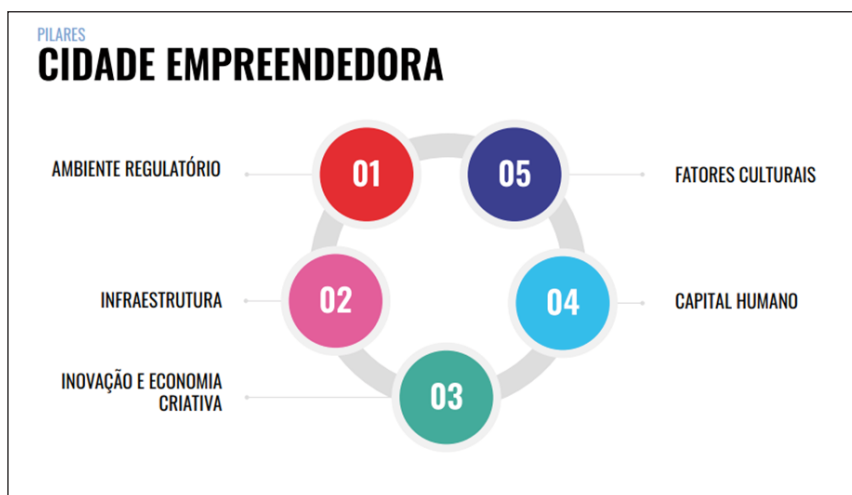 PILARES
CIDADE EMPREENDEDORA
AMBIENTE REGULATÓRIO
01
05
FATORES CULTURAIS
INFRAESTRUTURA
02
04
CAPITAL HUMANO
INOVAÇÃO E ECONOMIA
CRIATIVA
03